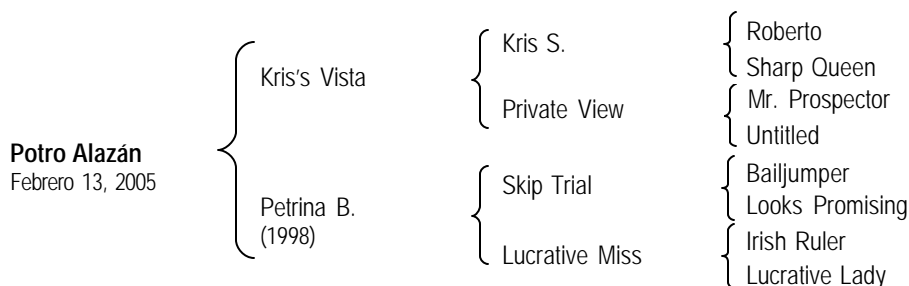 Potro Alazán
Febrero 13, 2005
Kris's Vista
Petrina B.
(1998)
Kris S.
Private View
Skip Trial
Lucrative Miss
Roberto
Sharp Queen
Mr. Prospector
Untitled
Bailjumper
Looks Promising
Irish Ruler
Lucrative Lady